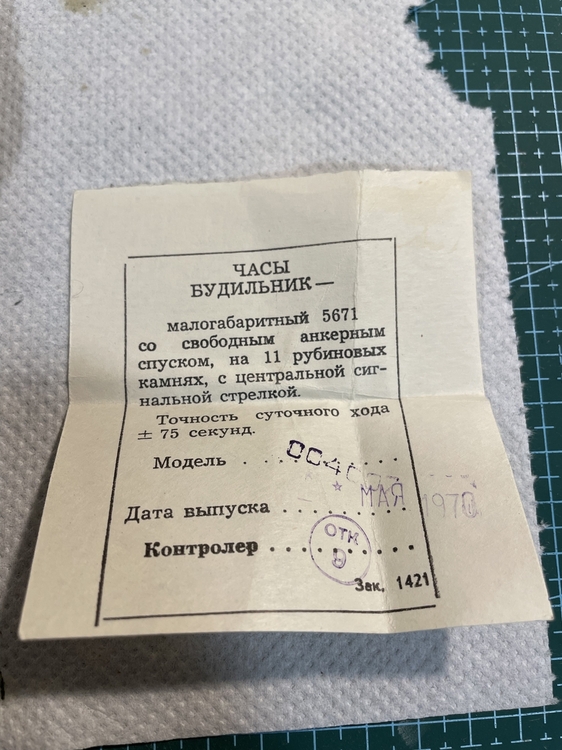 ЧАСЫ
БУДИЛЬНИК —
малогабаритный 5671
со свободным анкерным
спуском, на 11 рубиновых
камнях, с центральной сиг-
нальной стрелкой.
Точность суточного хода
± 75 секунд.
Модель . . . . . .
★ МАЯ
Дата выпуска . . . . . . .
ОТК
Контролер . . . . . . .
Зак. 1421